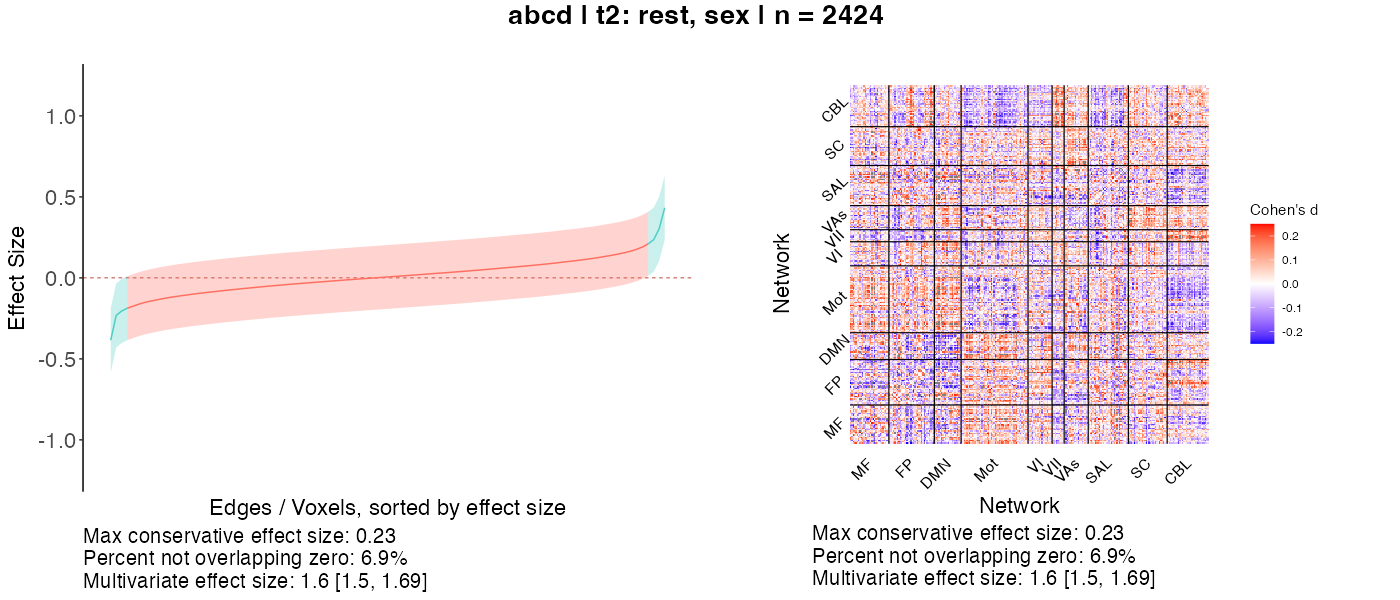 abcd | t2: rest, sex | n = 2424
Effect Size
1.0
0.5
0.0
-0.5
-1.0
Edges / Voxels, sorted by effect size
Max conservative effect size: 0.23
Percent not overlapping zero: 6.9%
Multivariate effect size: 1.6 [1.5, 1.69]
Network
CBL
SC
SAL
VAs
VII
VI
Mot
DMN
FP
MF
MF
FP
DMN
Mot
VI
VII
VAs
SAL
SC
CBL
Network
Cohen's d
0.2
0.1
0.0
-0.1
-0.2
Max conservative effect size: 0.23
Percent not overlapping zero: 6.9%
Multivariate effect size: 1.6 [1.5, 1.69]